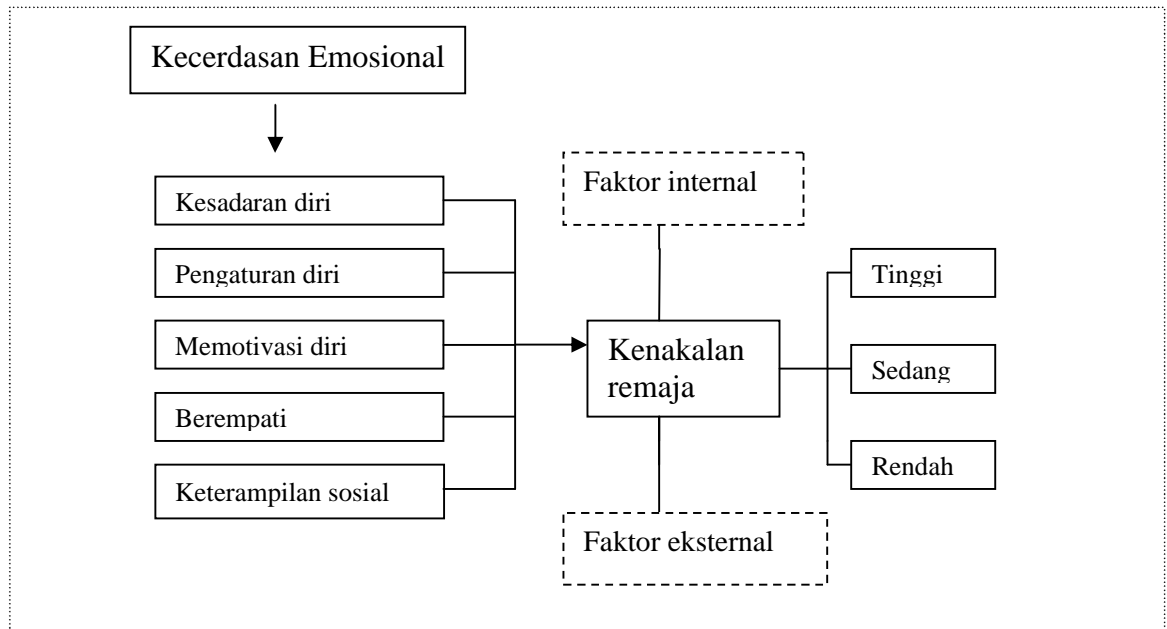 Kecerdasan Emosional
Kesadaran diri
Pengaturan diri
Memotivasi diri
Berempati
Keterampilan sosial
Faktor internal
Kenakalan
remaja
Faktor eksternal
Tinggi
Sedang
Rendah